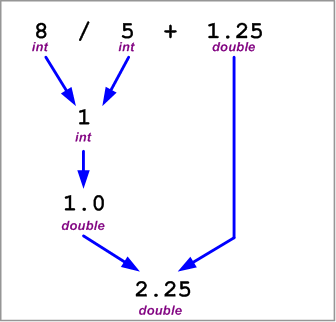 8 / 5 + 1.25
int int double
1
int
1.0
double
2.25
double